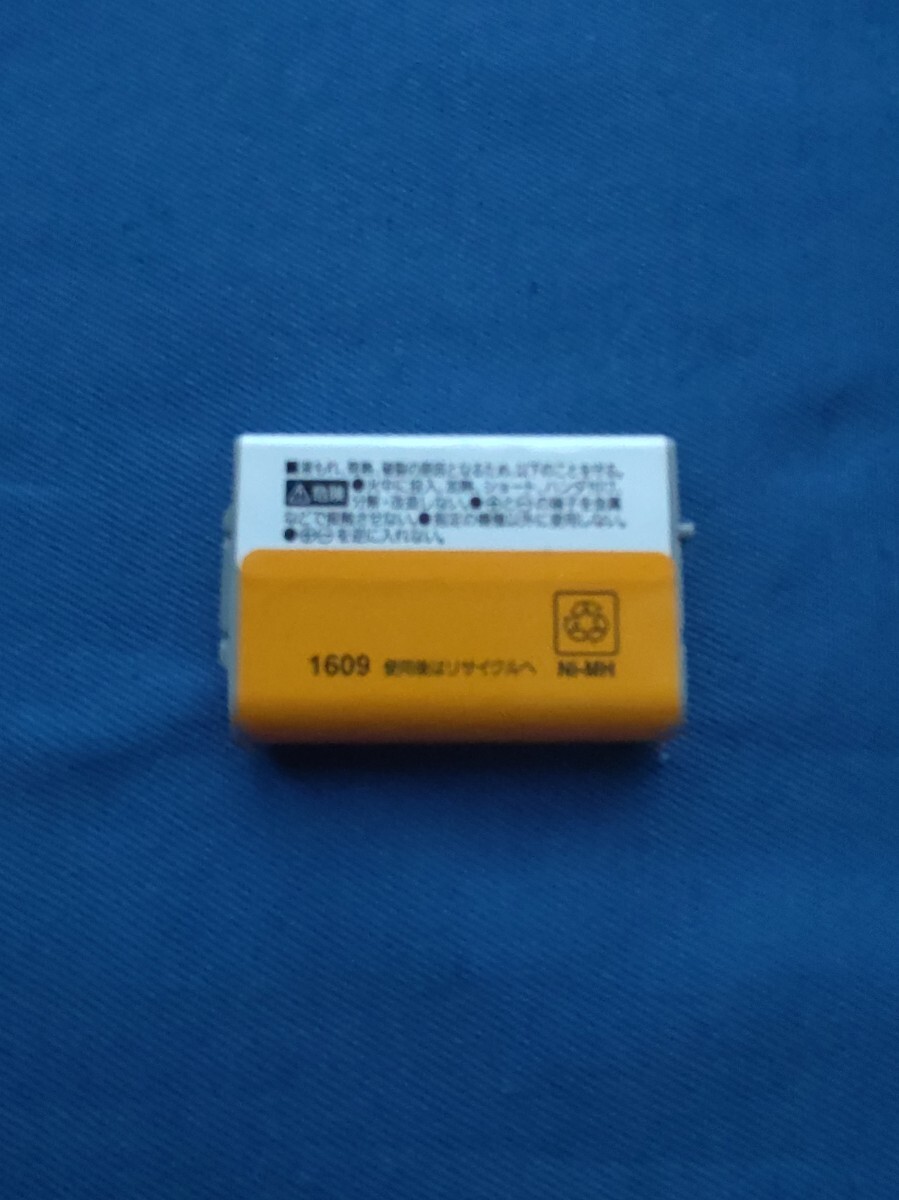 ■液もれ、発熱、破裂の原因となるため、以下のことを守る。
⚠危険 ●火中に投入、加熱、ショート、ハンダ付け、
分解・改造しない。●⊕と⊖の端子を金属
などで接触させない。●指定の機種以外に使用しない。
●⊕⊖を逆に入れない。
1609 使用後はリサイクルへ
Ni-MH